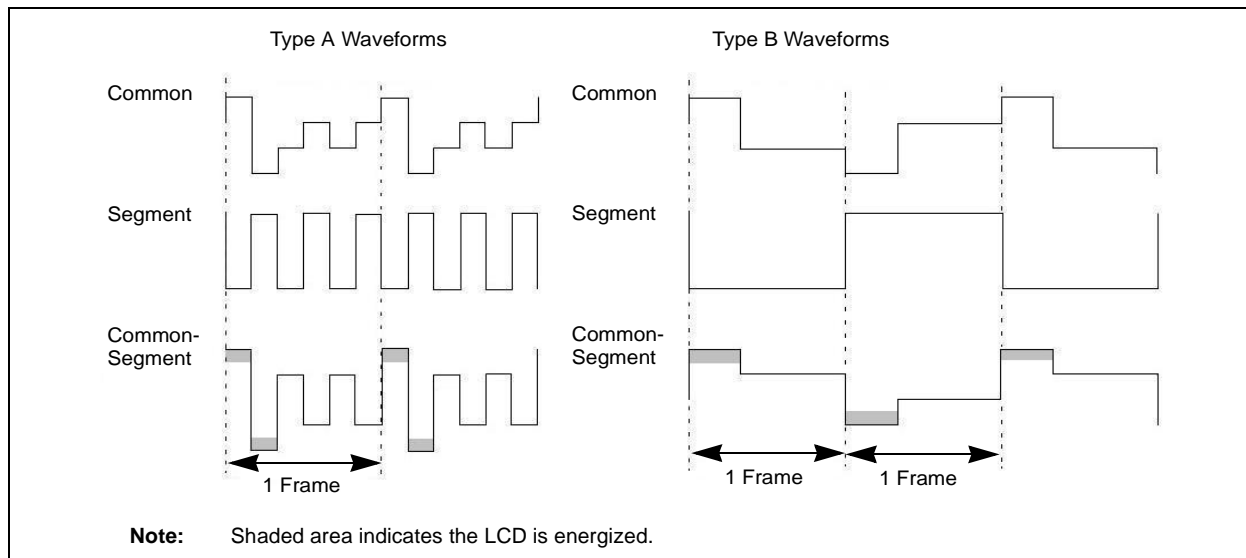 Type A Waveforms
Type B Waveforms
Common
Common
Segment
Segment
Common-
Segment
Common-
Segment
1 Frame
1 Frame
1 Frame
Note: Shaded area indicates the LCD is energized.